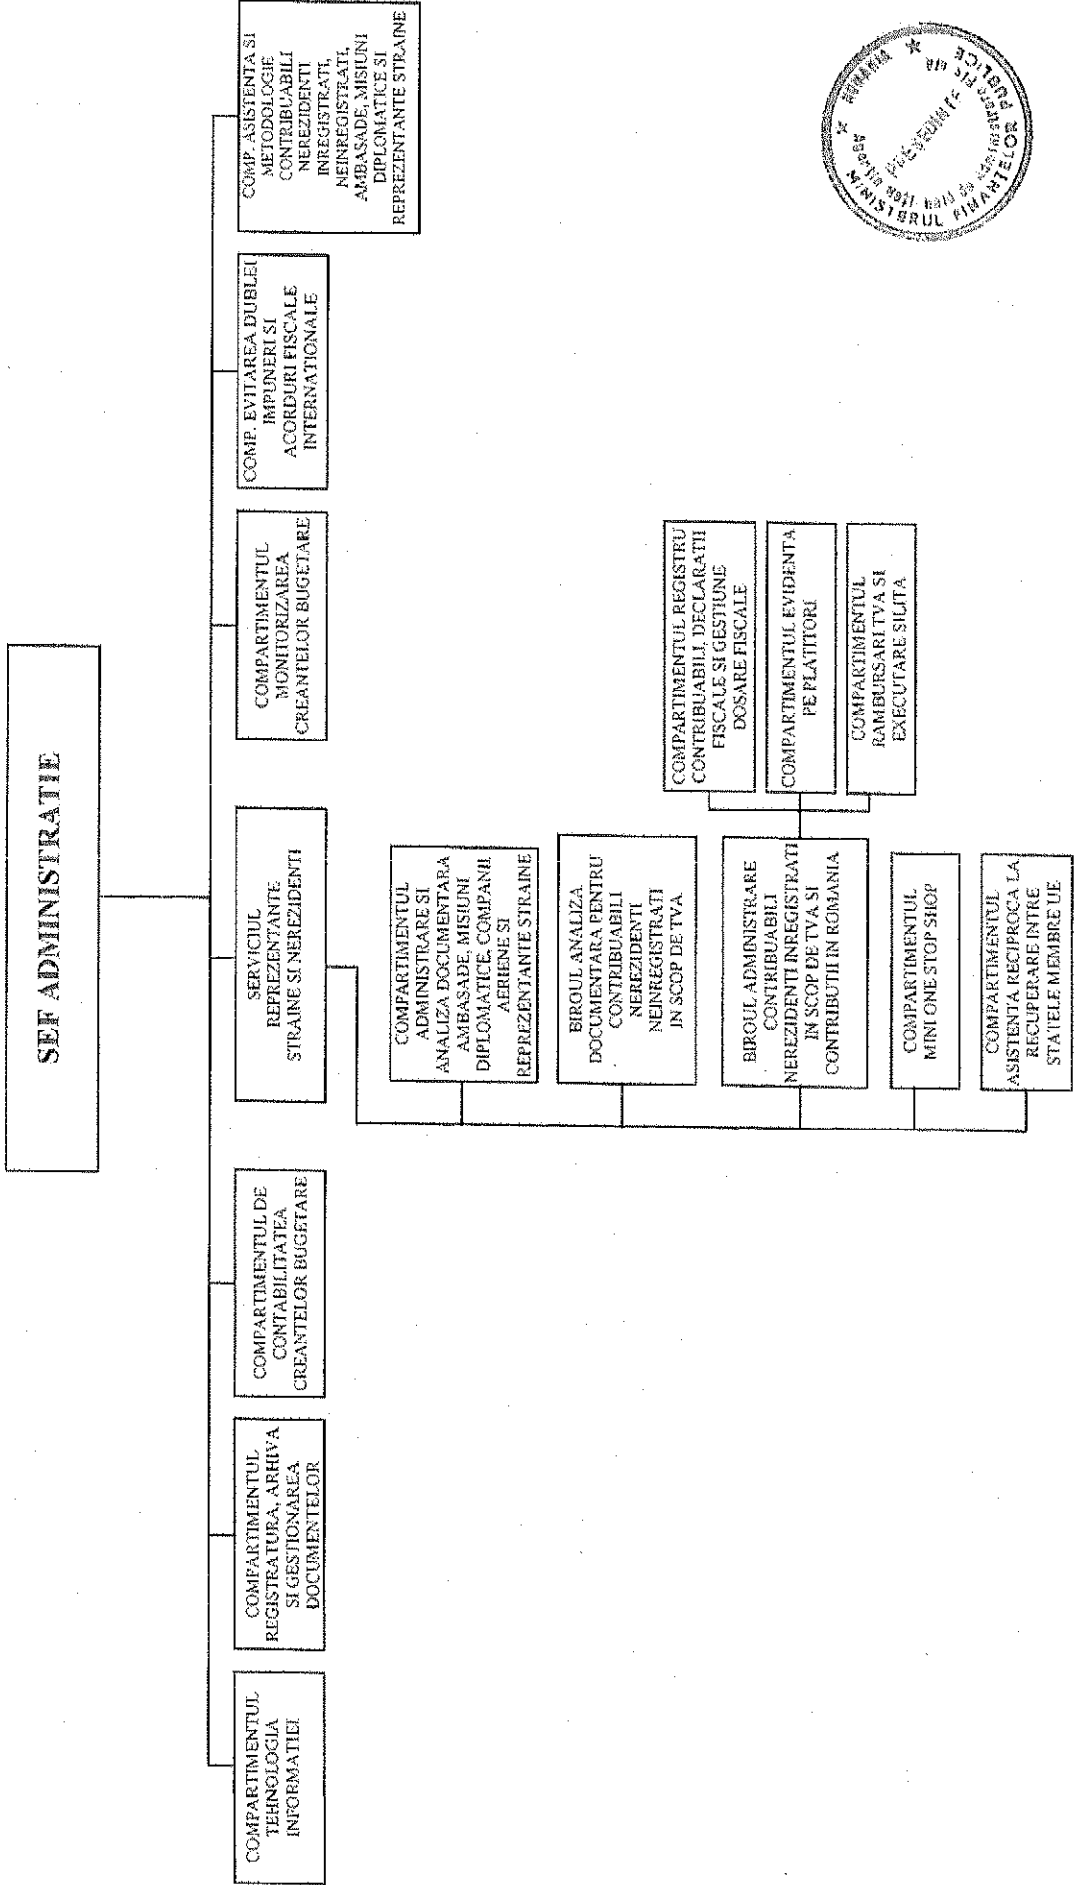 SEF ADMINISTRATIE
COMPARTIMENTUL
TEHNOLOGIA
INFORMATIEI
COMPARTIMENTUL
REGISTRATURA, ARHIVA
SI GESTIONAREA
DOCUMENTELOR
COMPARTIMENTUL DE
CONTABILITATEA
CREANTELOR BUGETARE
SERVICIUL
REPREZENTANTE
STRAINE SI NEREZIDENTI
COMPARTIMENTUL
MONITORIZAREA
CREANTELOR BUGETARE
COMP. EVITAREA DUBLEI
IMPUNERI SI
ACORDURI FISCALE
INTERNATIONALE
COMP. ASISTENTA SI
METODOLOGIE
CONTRIBUABILI
NEREZIDENTI
INREGISTRATI,
NEINREGISTRATI,
AMBASADE, MISIUNI
DIPLOMATICE SI
REPREZENTANTE STRAINE
COMPARTIMENTUL
ADMINISTRARE SI
ANALIZA DOCUMENTARA
AMBASADE, MISIUNI
DIPLOMATICE, COMPANII
AERIENE SI
REPREZENTANTE STRAINE
BIROUL ANALIZA
DOCUMENTARA PENTRU
CONTRIBUABILI
NEREZIDENTI
NEINREGISTRATI
IN SCOP DE TVA
BIROUL ADMINISTRARE
CONTRIBUABILI
NEREZIDENTI INREGISTRATI
IN SCOP DE TVA SI
CONTRIBUTII IN ROMANIA
COMPARTIMENTUL REGISTRU
CONTRIBUABILI, DECLARATII
FISCALE SI GESTIUNE
DOSARE FISCALE
COMPARTIMENTUL EVIDENTA
PE PLATITORI
COMPARTIMENTUL
RAMBURSARI TVA SI
EXECUTARE SILITA
COMPARTIMENTUL
MINI ONE STOP SHOP
COMPARTIMENTUL
ASISTENTA RECIPROCA LA
RECUPERARE INTRE
STATELE MEMBRE UE
ROMANIA
MINISTERUL FINANTELOR PUBLICE
PRESEDINTE